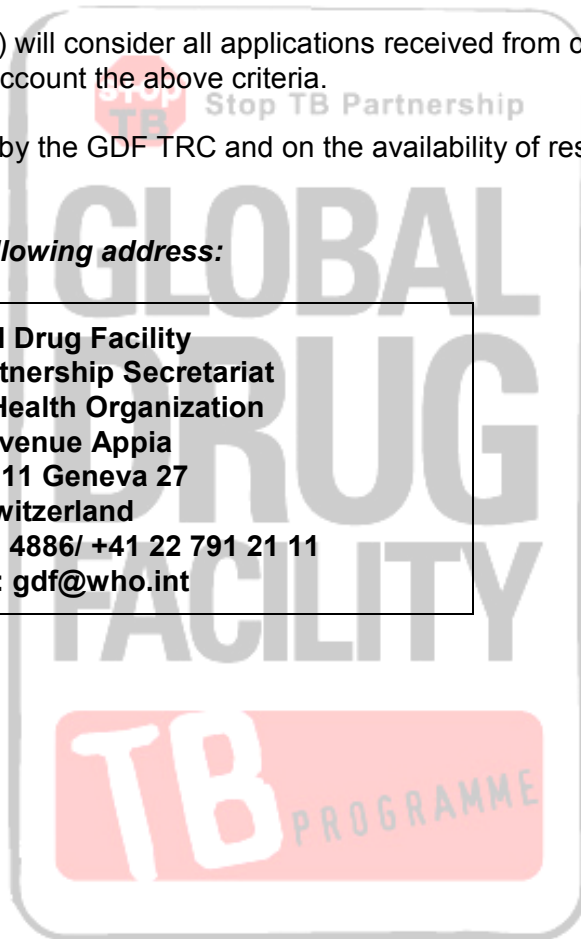 ) will consider all applications received from
ccount the above criteria.
STOP TB
Stop TB Partnership
by the GDF TRC and on the availability of
GLOBAL
llowing address:
Drug Facility
tnership Secretariat
Health Organization
venue Appia
11 Geneva 27
witzerland
4886/ +41 22 791 21 11
: gdf@who.int
DRUG
FACILITY
TB PROGRAMME